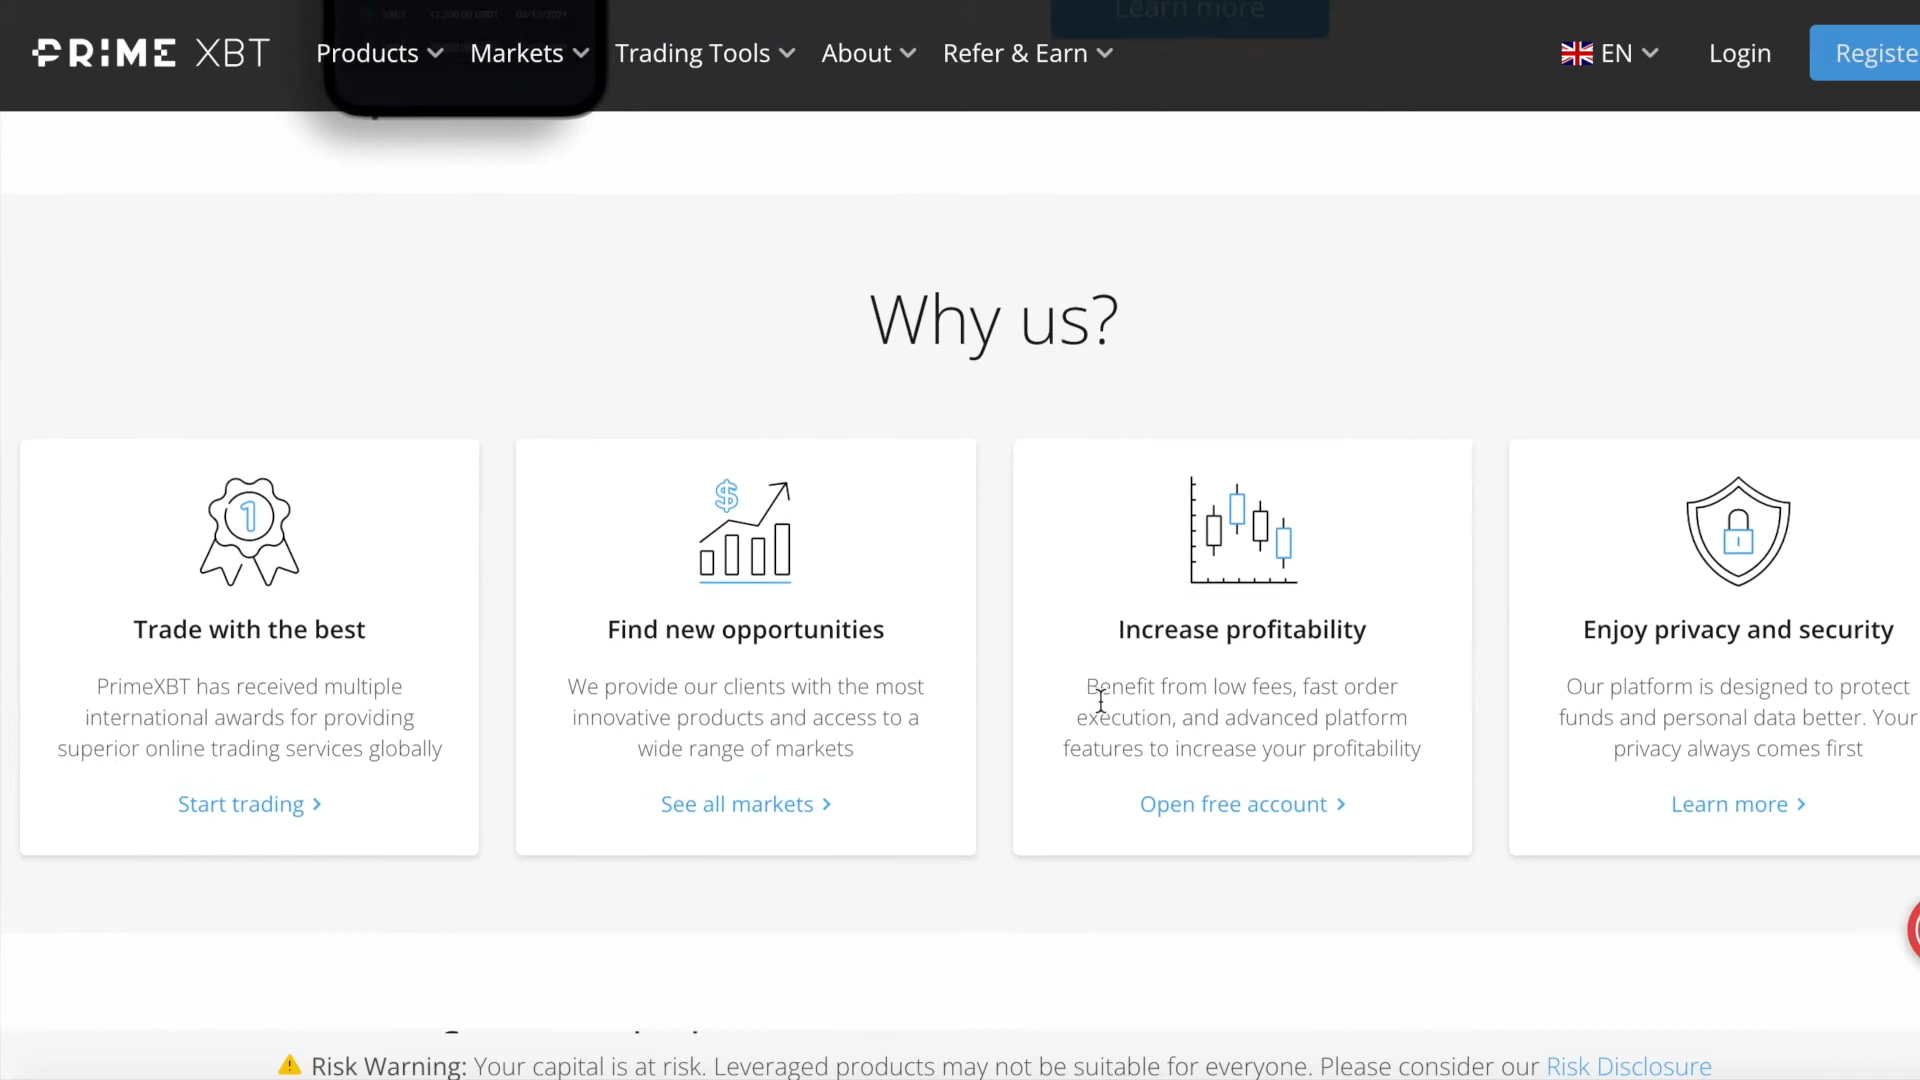 Learn more
PRIME XBT Products Markets Trading Tools About Refer & Earn EN Login Registe
Why us?
1
$
Trade with the best
PrimeXBT has received multiple
international awards for providing
superior online trading services globally
Start trading >
Find new opportunities
We provide our clients with the most
innovative products and access to a
wide range of markets
See all markets >
Increase profitability
Benefit from low fees, fast order
execution, and advanced platform
features to increase your profitability
Open free account >
Enjoy privacy and security
Our platform is designed to protect
funds and personal data better. Your
privacy always comes first
Learn more >
Risk Warning: Your capital is at risk. Leveraged products may not be suitable for everyone. Please consider our Risk Disclosure